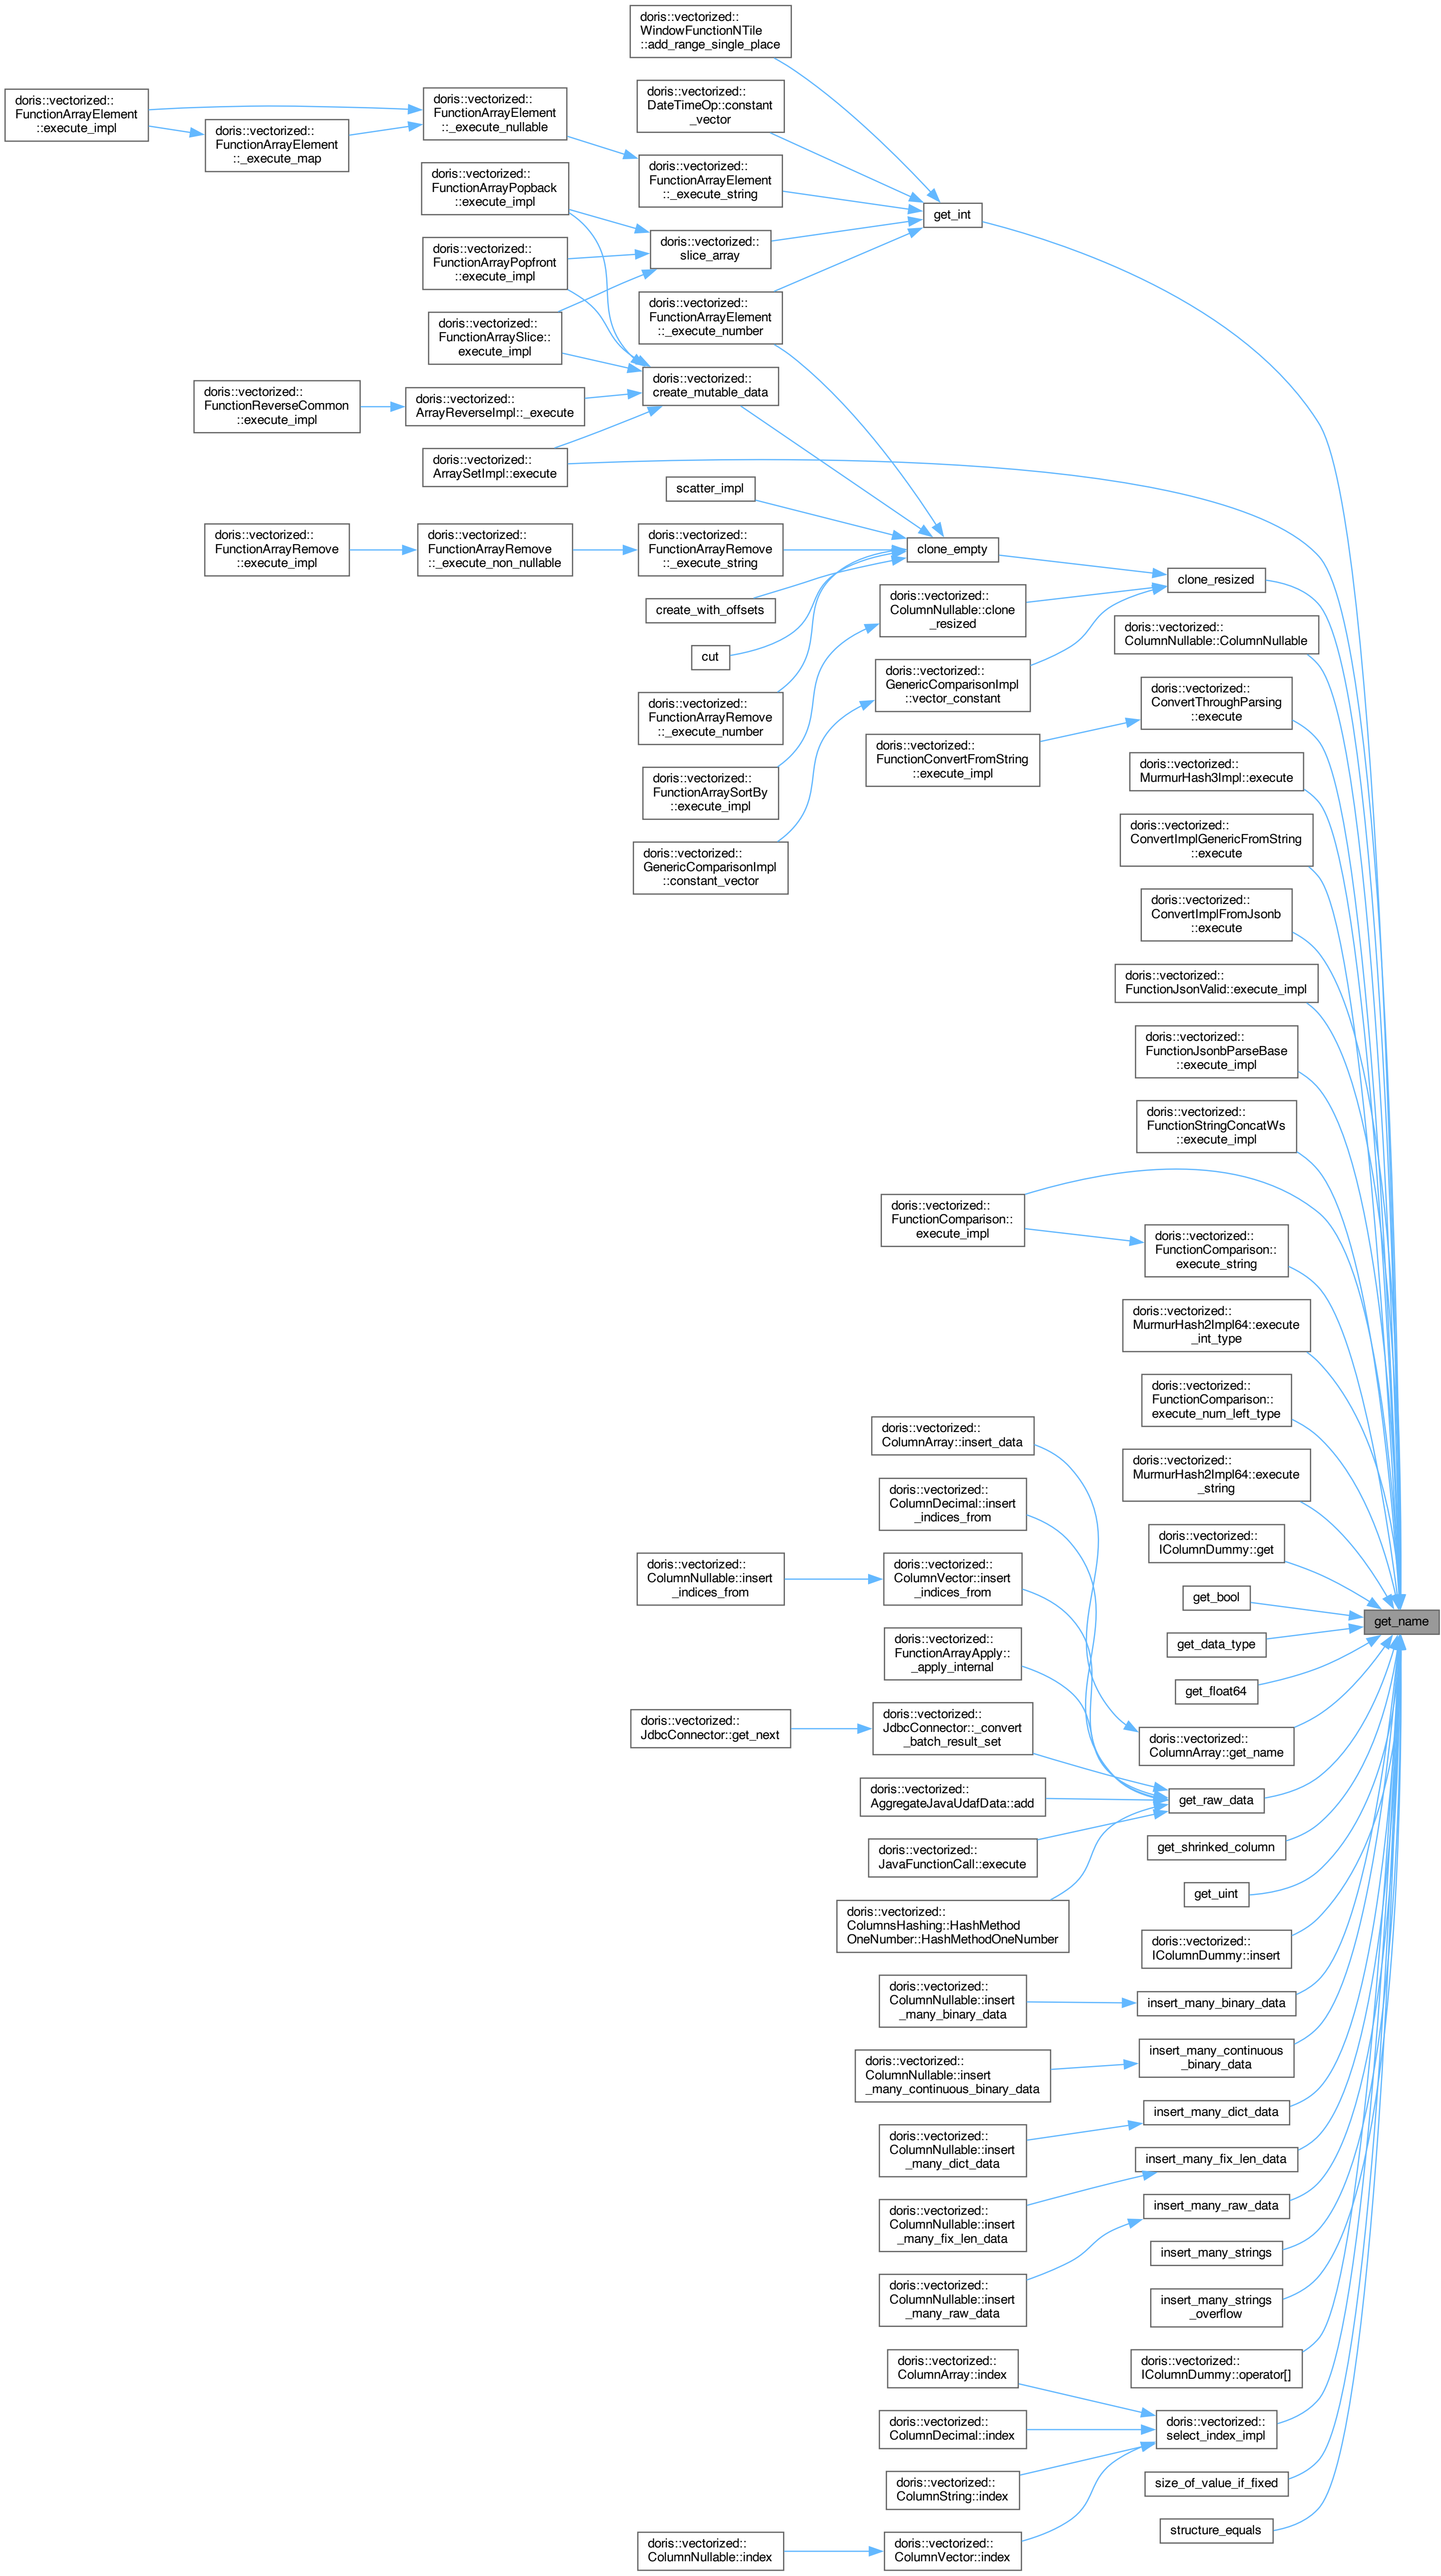 doris::vectorized::
WindowFunctionNTile
::add_range_single_place
doris::vectorized::
DateTimeOp::constant
_vector
doris::vectorized::
FunctionArrayElement
::execute_impl
doris::vectorized::
FunctionArrayElement
::_execute_map
doris::vectorized::
FunctionArrayElement
::_execute_nullable
doris::vectorized::
FunctionArrayElement
::_execute_string
doris::vectorized::
FunctionArrayPopback
::execute_impl
get_int
doris::vectorized::
slice_array
doris::vectorized::
FunctionArrayPopfront
::execute_impl
doris::vectorized::
FunctionArrayElement
::_execute_number
doris::vectorized::
FunctionArraySlice::
execute_impl
doris::vectorized::
create_mutable_data
doris::vectorized::
FunctionReverseCommon
::execute_impl
doris::vectorized::
ArrayReverseImpl::_execute
doris::vectorized::
ArraySetImpl::execute
scatter_impl
doris::vectorized::
FunctionArrayRemove
::execute_impl
doris::vectorized::
FunctionArrayRemove
::_execute_non_nullable
doris::vectorized::
FunctionArrayRemove
::_execute_string
clone_empty
clone_resized
create_with_offsets
doris::vectorized::
ColumnNullable::clone
_resized
doris::vectorized::
ColumnNullable::ColumnNullable
cut
doris::vectorized::
GenericComparisonImpl
::vector_constant
doris::vectorized::
ConvertThroughParsing
::execute
doris::vectorized::
FunctionArrayRemove
::_execute_number
doris::vectorized::
FunctionConvertFromString
::execute_impl
doris::vectorized::
MurmurHash3Impl::execute
doris::vectorized::
FunctionArraySortBy
::execute_impl
doris::vectorized::
ConvertImplGenericFromString
::execute
doris::vectorized::
GenericComparisonImpl
::constant_vector
doris::vectorized::
ConvertImplFromJsonb
::execute
doris::vectorized::
FunctionJsonValid::execute_impl
doris::vectorized::
FunctionJsonbParseBase
::execute_impl
doris::vectorized::
FunctionStringConcatWs
::execute_impl
doris::vectorized::
FunctionComparison::
execute_impl
doris::vectorized::
FunctionComparison::
execute_string
doris::vectorized::
MurmurHash2Impl64::execute
_int_type
doris::vectorized::
FunctionComparison::
execute_num_left_type
doris::vectorized::
ColumnArray::insert_data
doris::vectorized::
MurmurHash2Impl64::execute
_string
doris::vectorized::
ColumnDecimal::insert
_indices_from
doris::vectorized::
IColumnDummy::get
doris::vectorized::
ColumnNullable::insert
_indices_from
doris::vectorized::
ColumnVector::insert
_indices_from
get_bool
get_name
get_data_type
doris::vectorized::
FunctionArrayApply::
_apply_internal
get_float64
doris::vectorized::
JdbcConnector::get_next
doris::vectorized::
JdbcConnector::_convert
_batch_result_set
doris::vectorized::
ColumnArray::get_name
doris::vectorized::
AggregateJavaUdafData::add
get_raw_data
doris::vectorized::
JavaFunctionCall::execute
get_shrinked_column
get_uint
doris::vectorized::
ColumnsHashing::HashMethod
OneNumber::HashMethodOneNumber
doris::vectorized::
IColumnDummy::insert
doris::vectorized::
ColumnNullable::insert
_many_binary_data
insert_many_binary_data
doris::vectorized::
ColumnNullable::insert
_many_continuous_binary_data
insert_many_continuous
_binary_data
insert_many_dict_data
doris::vectorized::
ColumnNullable::insert
_many_dict_data
insert_many_fix_len_data
doris::vectorized::
ColumnNullable::insert
_many_fix_len_data
insert_many_raw_data
insert_many_strings
doris::vectorized::
ColumnNullable::insert
_many_raw_data
insert_many_strings
_overflow
doris::vectorized::
ColumnArray::index
doris::vectorized::
IColumnDummy::operator[]
doris::vectorized::
ColumnDecimal::index
doris::vectorized::
select_index_impl
doris::vectorized::
ColumnString::index
size_of_value_if_fixed
structure_equals
doris::vectorized::
ColumnNullable::index
doris::vectorized::
ColumnVector::index